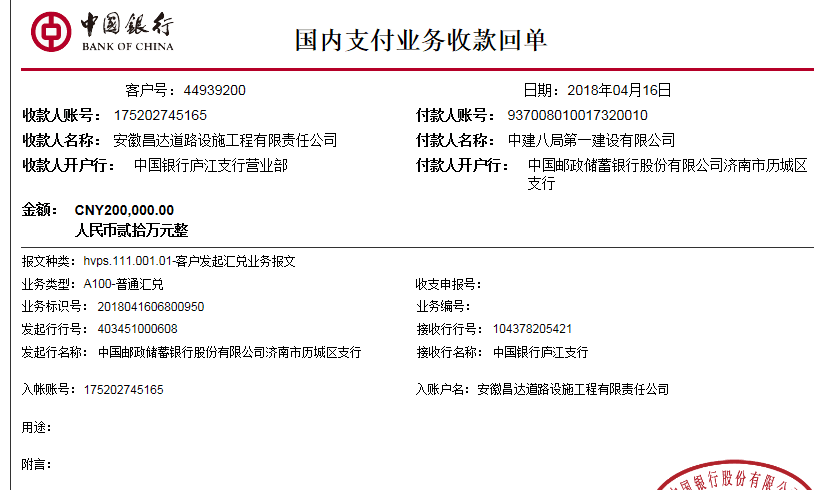 中国银行
BANK OF CHINA
国内支付业务收款回单
客户号：44939200 日期：2018年04月16日
收款人账号： 175202745165 付款人账号： 937008010017320010
收款人名称： 安徽昌达道路设施工程有限责任公司 付款人名称： 中建八局第一建设有限公司
收款人开户行： 中国银行庐江支行营业部 付款人开户行： 中国邮政储蓄银行股份有限公司济南市历城区
支行
金额： CNY200,000.00
人民币贰拾万元整
报文种类：hvps.111.001.01-客户发起汇兑业务报文
业务类型：A100-普通汇兑 收支申报号：
业务标识号： 2018041606800950 业务编号：
发起行行号： 403451000608 接收行行号： 104378205421
发起行名称： 中国邮政储蓄银行股份有限公司济南市历城区支行 接收行名称： 中国银行庐江支行
入帐账号：175202745165 入账户名：安徽昌达道路设施工程有限责任公司
用途：
附言：
中国银行股份有限公